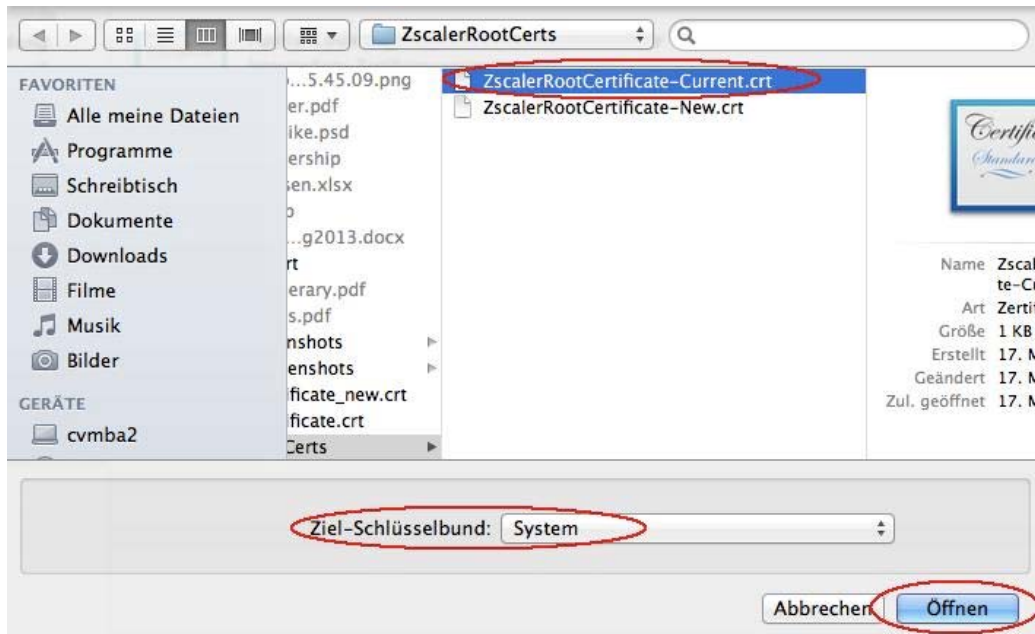 ZscalerRootCerts
FAVORITEN
Alle meine Dateien
Programme
Schreibtisch
Dokumente
Downloads
Filme
Musik
Bilder
GERÄTE
cvmba2
...5.45.09.png
er.pdf
ike.psd
ership
sen.xlsx
...g2013.docx
rt
erary.pdf
s.pdf
nshots
enshots
ificate_new.crt
ficate.crt
Certs
ZscalerRootCertificate-Current.crt
ZscalerRootCertificate-New.crt
Certific
Standar
Name Zscal
te-Cu
Art Zertif
Größe 1 KB
Erstellt 17. M
Geändert 17. M
Zul. geöffnet 17. M
Ziel-Schlüsselbund: System
Abbrechen Öffnen